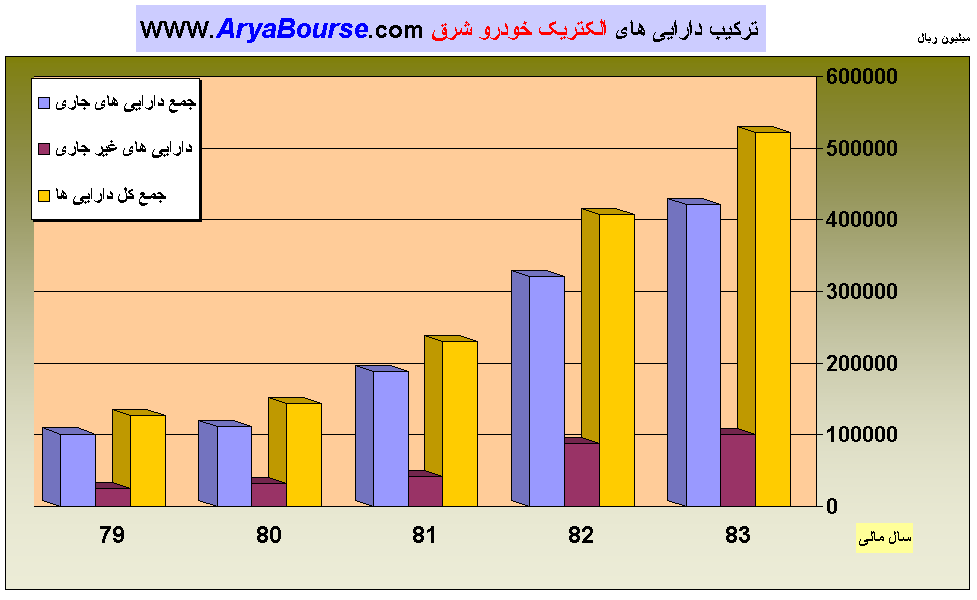 ترکیب دارایی های الکتریک خودرو شرق WWW.AryaBourse.com
میلیون ریال
جمع دارایی های جاری
دارایی های غیر جاری
جمع کل دارایی ها
600000
500000
400000
300000
200000
100000
0
79 80 81 82 83
سال مالی